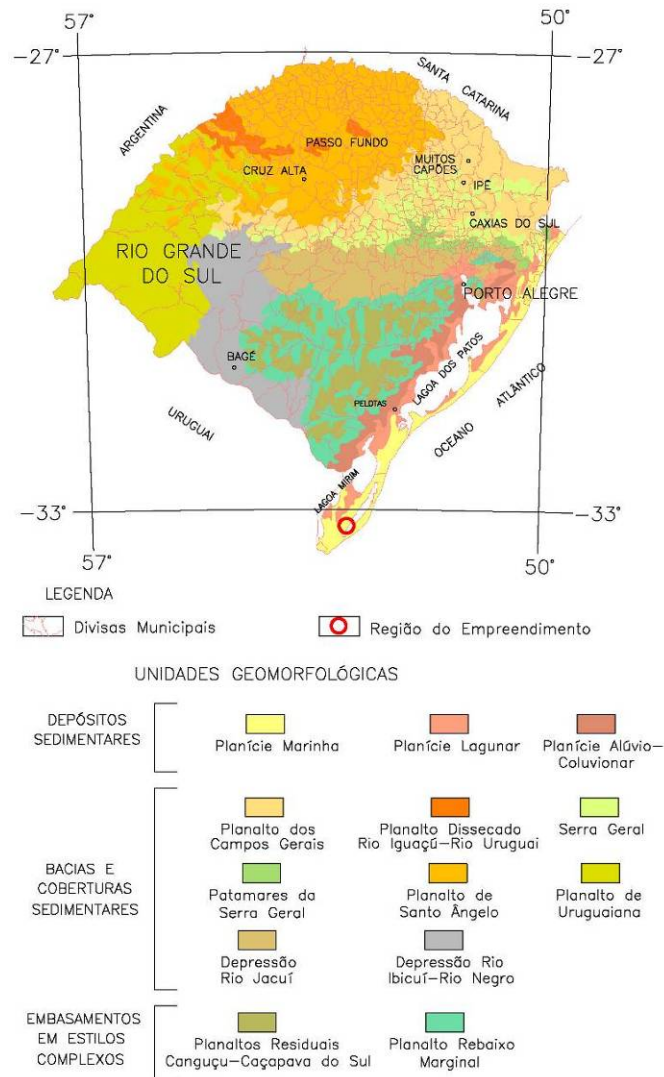 57°
50°
-27°
-27°
SANTA CATARINA
ARGENTINA
PASSO FUNDO
MUITOS
CAPÕES
CRUZ ALTA
IPÊ
CAXIAS DO SUL
RIO GRANDE
DO SUL
PORTO ALEGRE
BAGÉ
LAGOA DOS PATOS
PELOTAS
OCEANO ATLÂNTICO
URUGUAI
LAGOA MIRIM
-33°
-33°
57°
50°
LEGENDA
Divisas Municipais
Região do Empreendimento
UNIDADES GEOMORFOLÓGICAS
DEPÓSITOS
SEDIMENTARES
Planície Marinha
Planície Lagunar
Planície Alúvio-
Coluvionar
BACIAS E
COBERTURAS
SEDIMENTARES
Planalto dos
Campos Gerais
Planalto Dissecado
Rio Iguaçú-Rio Uruguai
Serra Geral
Patamares da
Serra Geral
Planalto de
Santo Ângelo
Planalto de
Uruguaiana
Depressão
Rio Jacuí
Depressão Rio
Ibicuí-Rio Negro
EMBASAMENTOS
EM ESTILOS
COMPLEXOS
Planaltos Residuais
Canguçu-Caçapava do Sul
Planalto Rebaixo
Marginal